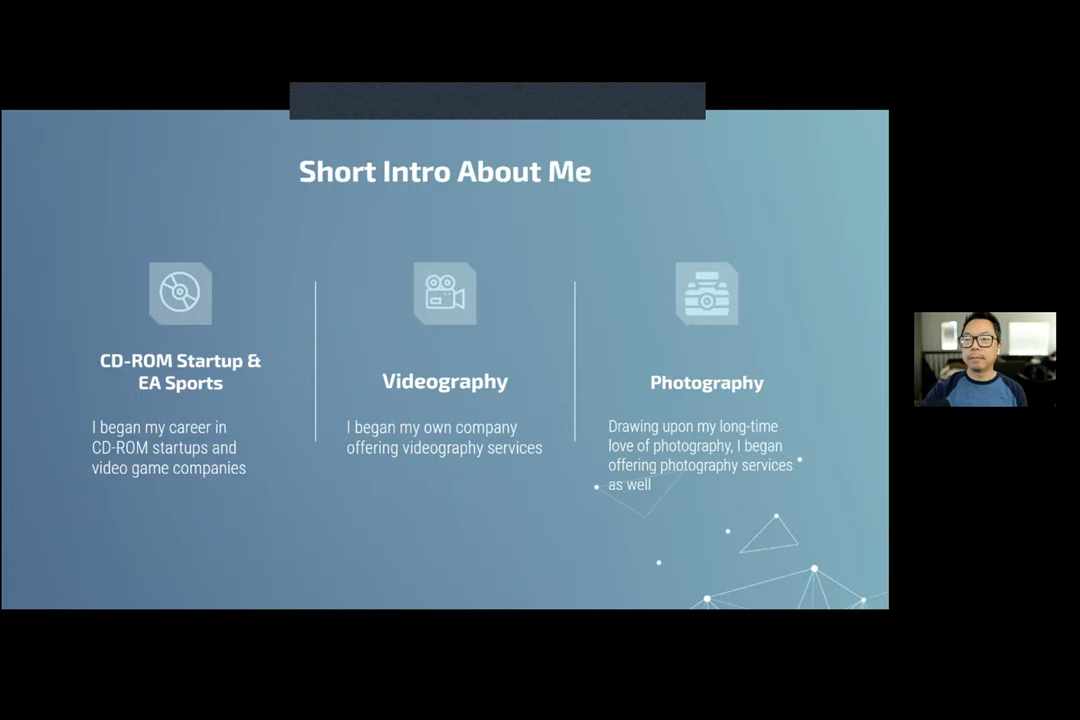 Short Intro About Me
CD-ROM Startup &
EA Sports
I began my career in
CD-ROM startups and
video game companies
Videography
I began my own company
offering videography services
Photography
Drawing upon my long-time
love of photography, I began
offering photography services
as well